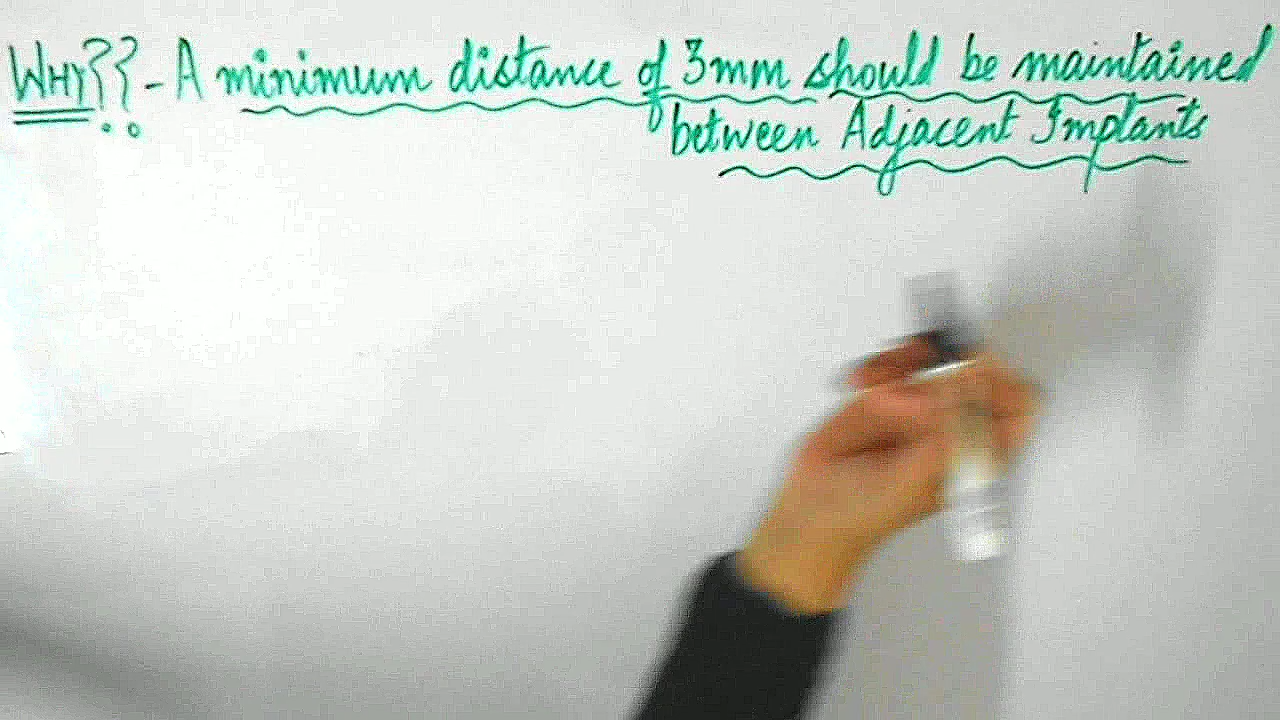 WHY?? - A minimum distance of 3mm should be maintained
between Adjacent Implants